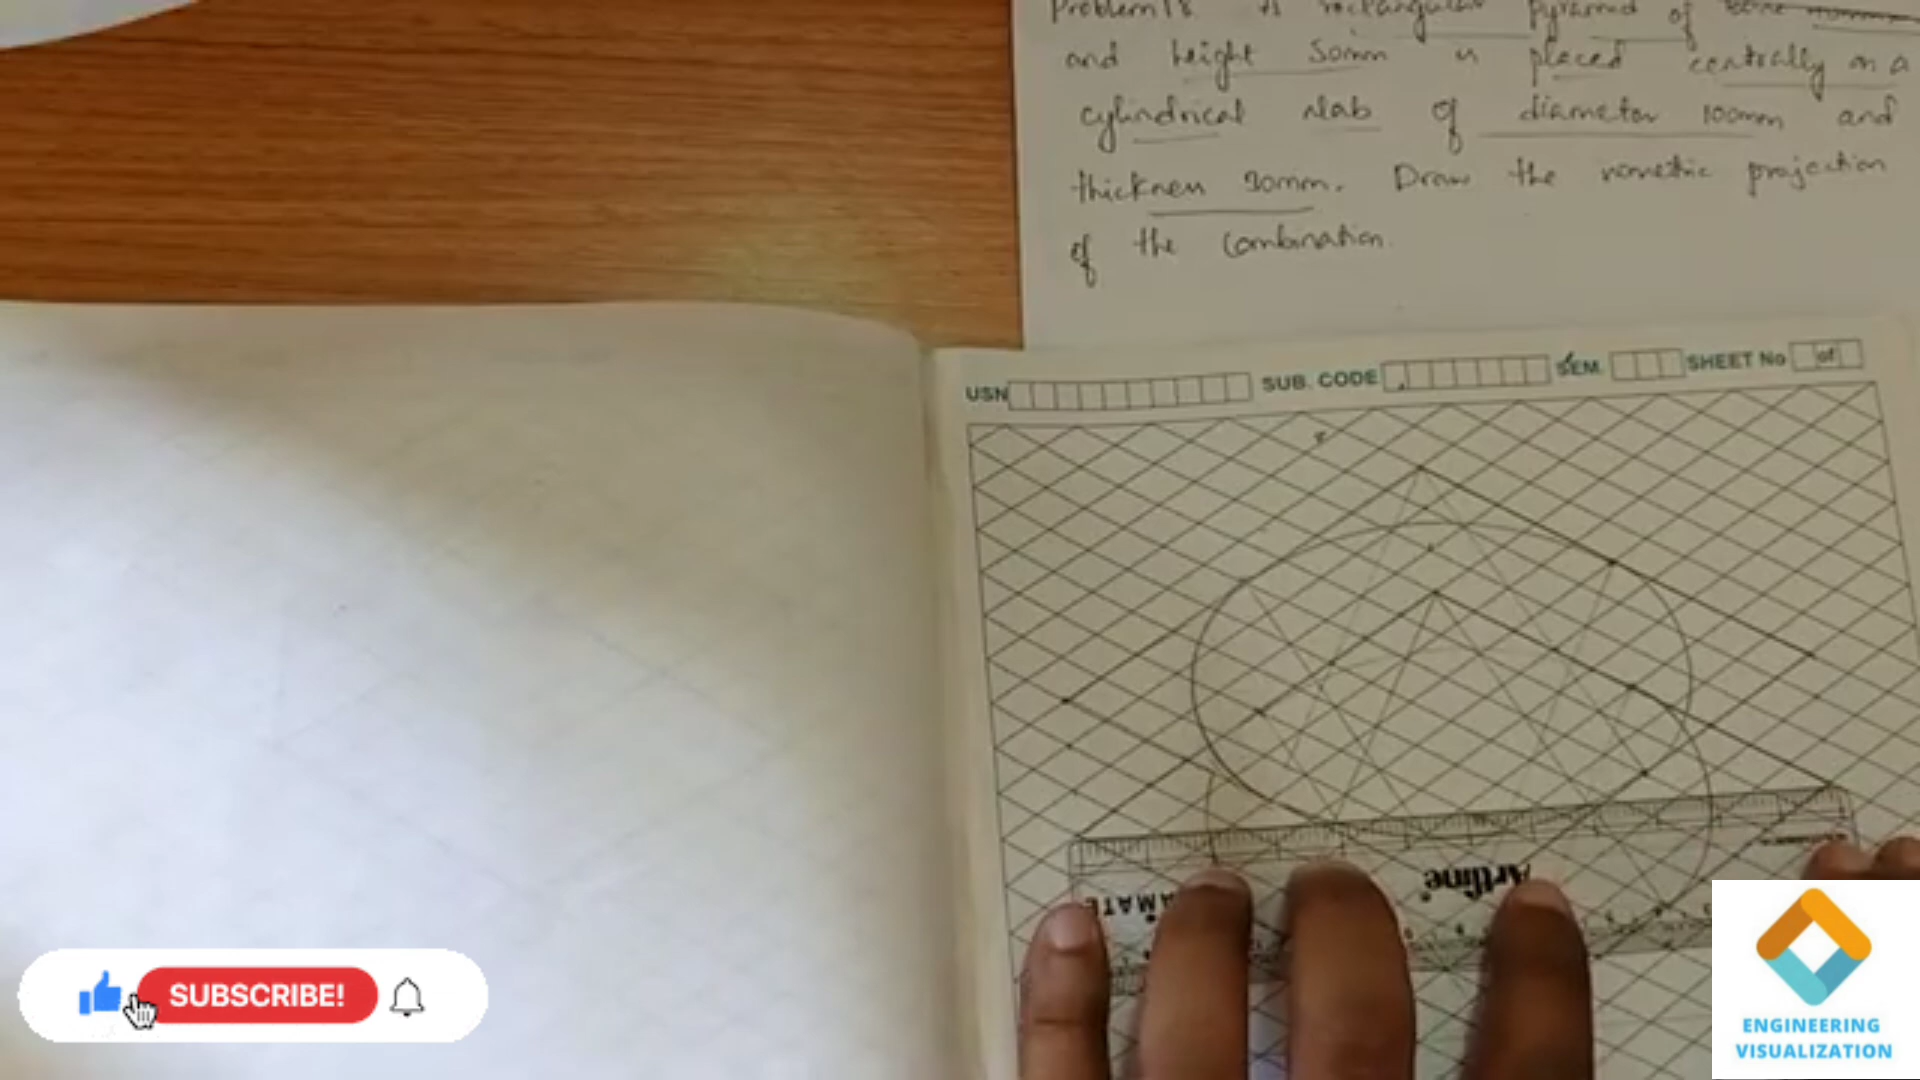 Problem 18 A rectangular pyramid of base
and height 50mm is placed centrally on a
cylindrical slab of diameter 100mm and
thickness 30mm. Draw the isometric projection
of the combination.
USN SUB. CODE SEM. SHEET No of
Artline
SUBSCRIBE!
ENGINEERING
VISUALIZATION